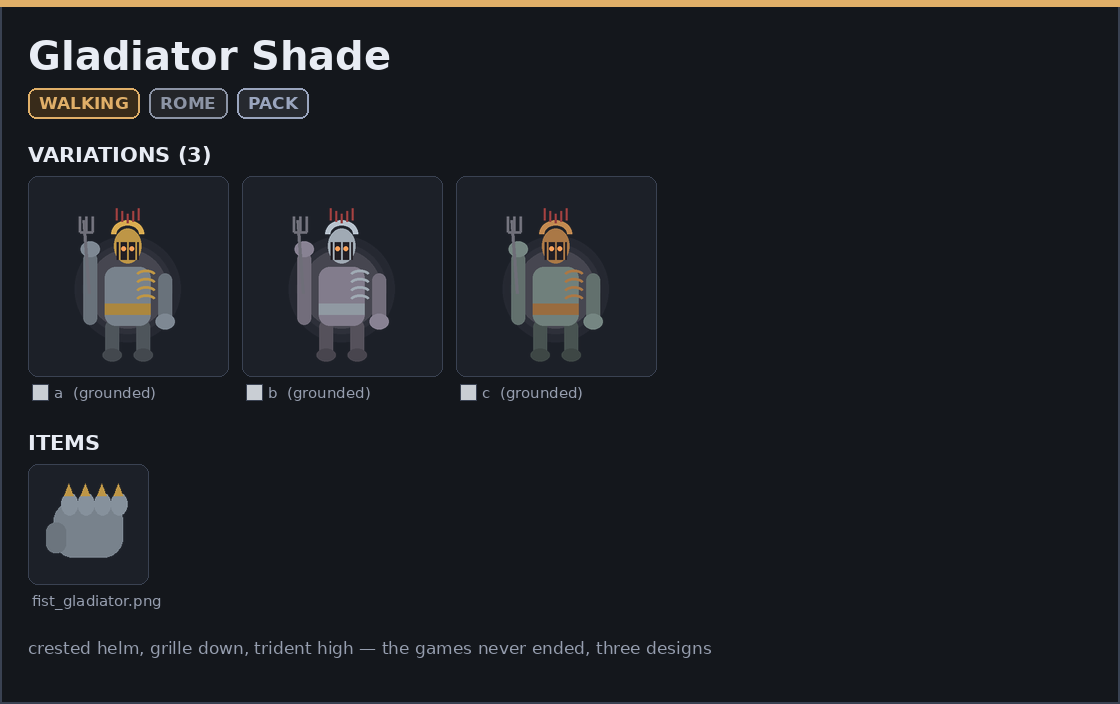 Gladiator Shade
WALKING ROME PACK
VARIATIONS (3)
a (grounded) b (grounded) c (grounded)
ITEMS
fist_gladiator.png
crested helm, grille down, trident high — the games never ended, three designs